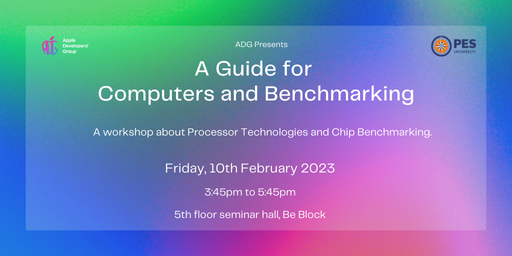 Apple
Developers'
Group
ADG Presents
PES
UNIVERSITY
A Guide for
Computers and Benchmarking
A workshop about Processor Technologies and Chip Benchmarking.
Friday, 10th February 2023
3:45pm to 5:45pm
5th floor seminar hall, Be Block